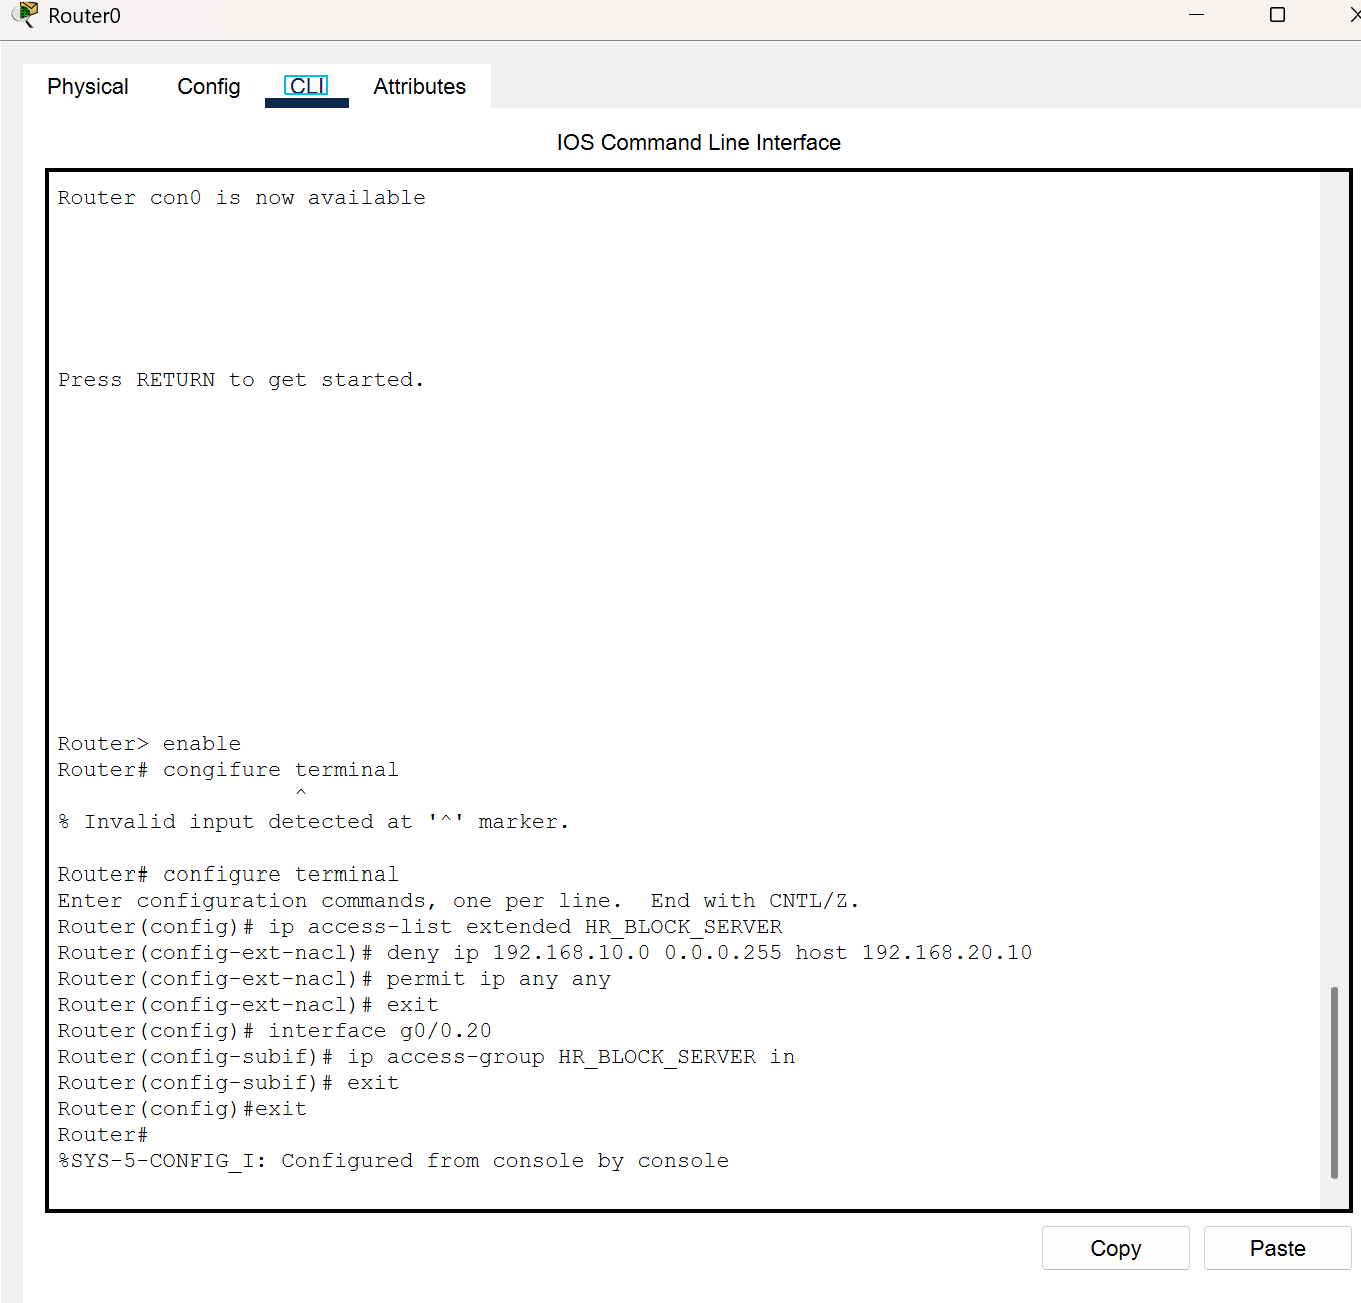 Router0
Physical Config CLI Attributes
IOS Command Line Interface
Router con0 is now available
Press RETURN to get started.
Router> enable
Router# congifure terminal
^
% Invalid input detected at '^' marker.
Router# configure terminal
Enter configuration commands, one per line.  End with CNTL/Z.
Router(config)# ip access-list extended HR_BLOCK_SERVER
Router(config-ext-nacl)# deny ip 192.168.10.0 0.0.0.255 host 192.168.20.10
Router(config-ext-nacl)# permit ip any any
Router(config-ext-nacl)# exit
Router(config)# interface g0/0.20
Router(config-subif)# ip access-group HR_BLOCK_SERVER in
Router(config-subif)# exit
Router(config)#exit
Router#
%SYS-5-CONFIG_I: Configured from console by console
Copy Paste